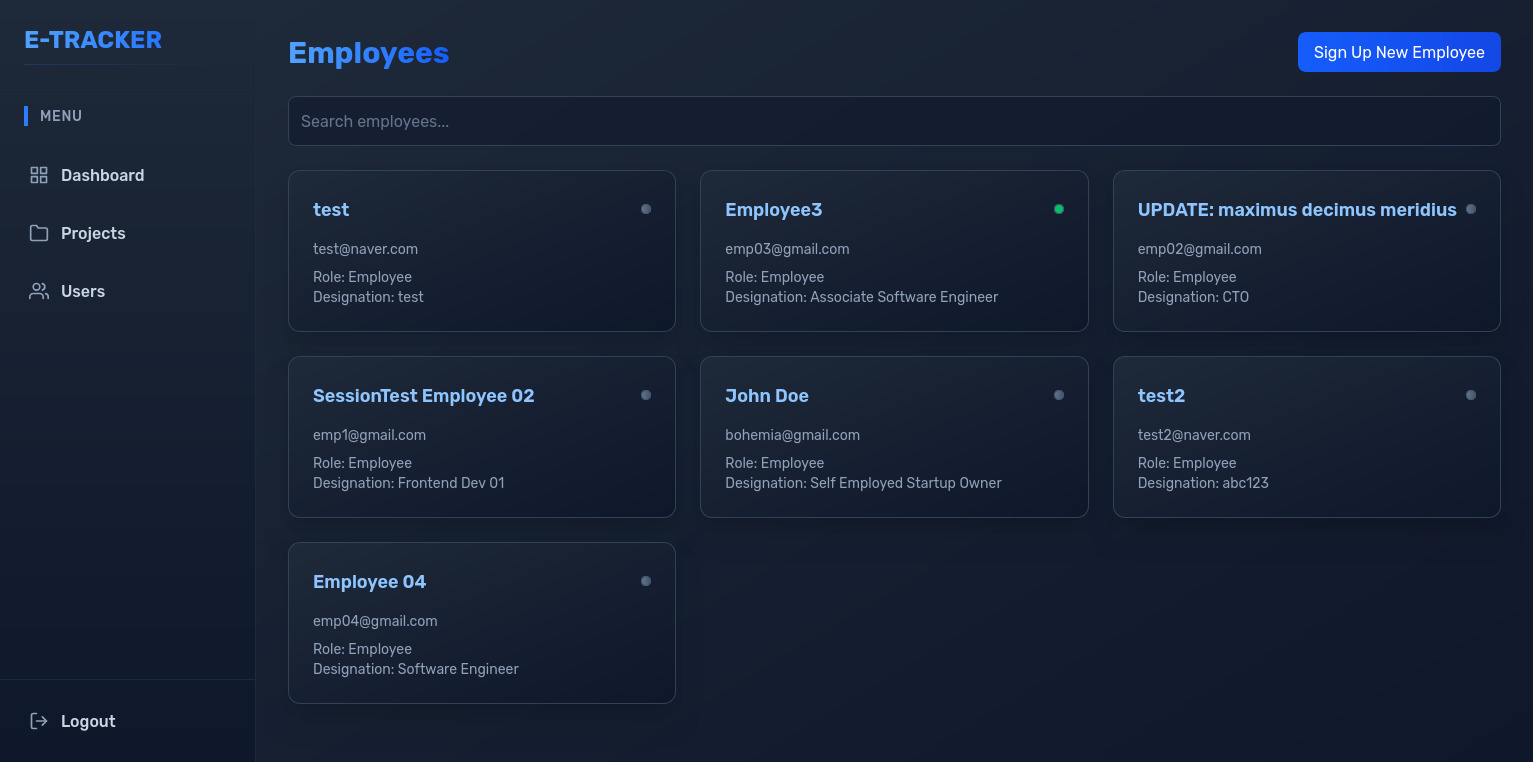 E-TRACKER
MENU
Dashboard
Projects
Users
Logout
Employees
Sign Up New Employee
Search employees...
test
test@naver.com
Role: Employee
Designation: test
Employee3
emp03@gmail.com
Role: Employee
Designation: Associate Software Engineer
UPDATE: maximus decimus meridius
emp02@gmail.com
Role: Employee
Designation: CTO
SessionTest Employee 02
emp1@gmail.com
Role: Employee
Designation: Frontend Dev 01
John Doe
bohemia@gmail.com
Role: Employee
Designation: Self Employed Startup Owner
test2
test2@naver.com
Role: Employee
Designation: abc123
Employee 04
emp04@gmail.com
Role: Employee
Designation: Software Engineer